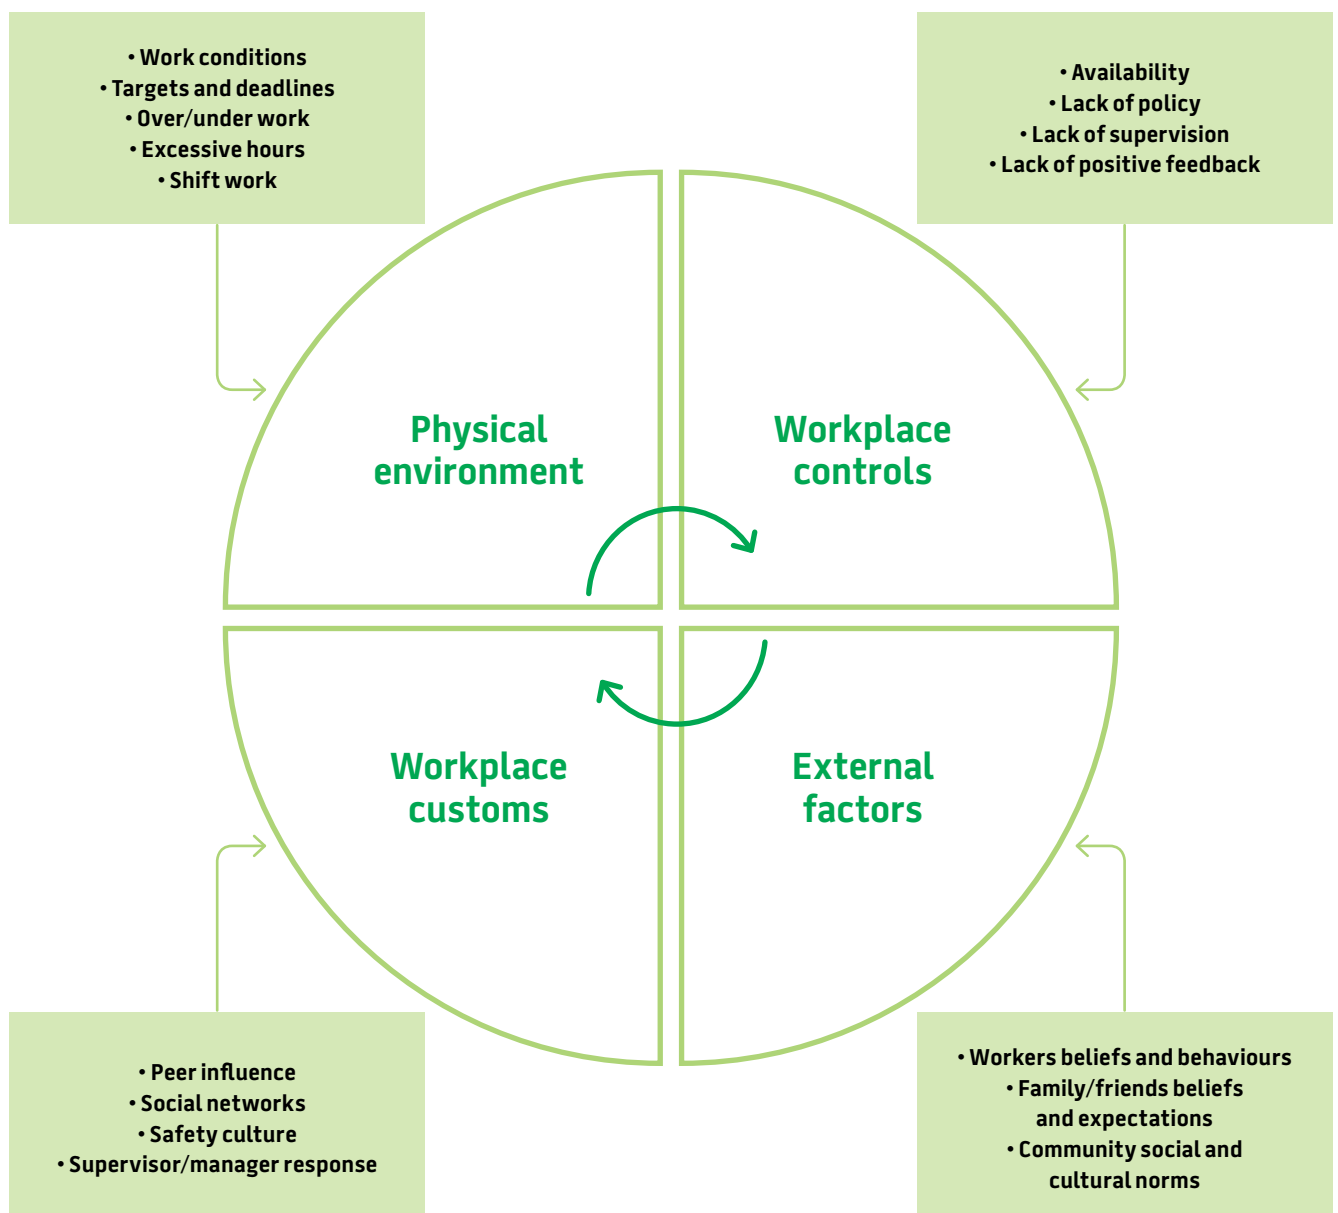 • Work conditions
• Targets and deadlines
• Over/under work
• Excessive hours
• Shift work
• Availability
• Lack of policy
• Lack of supervision
• Lack of positive feedback
Physical
environment
Workplace
controls
Workplace
customs
External
factors
• Peer influence
• Social networks
• Safety culture
• Supervisor/manager response
• Workers beliefs and behaviours
• Family/friends beliefs
and expectations
• Community social and
cultural norms